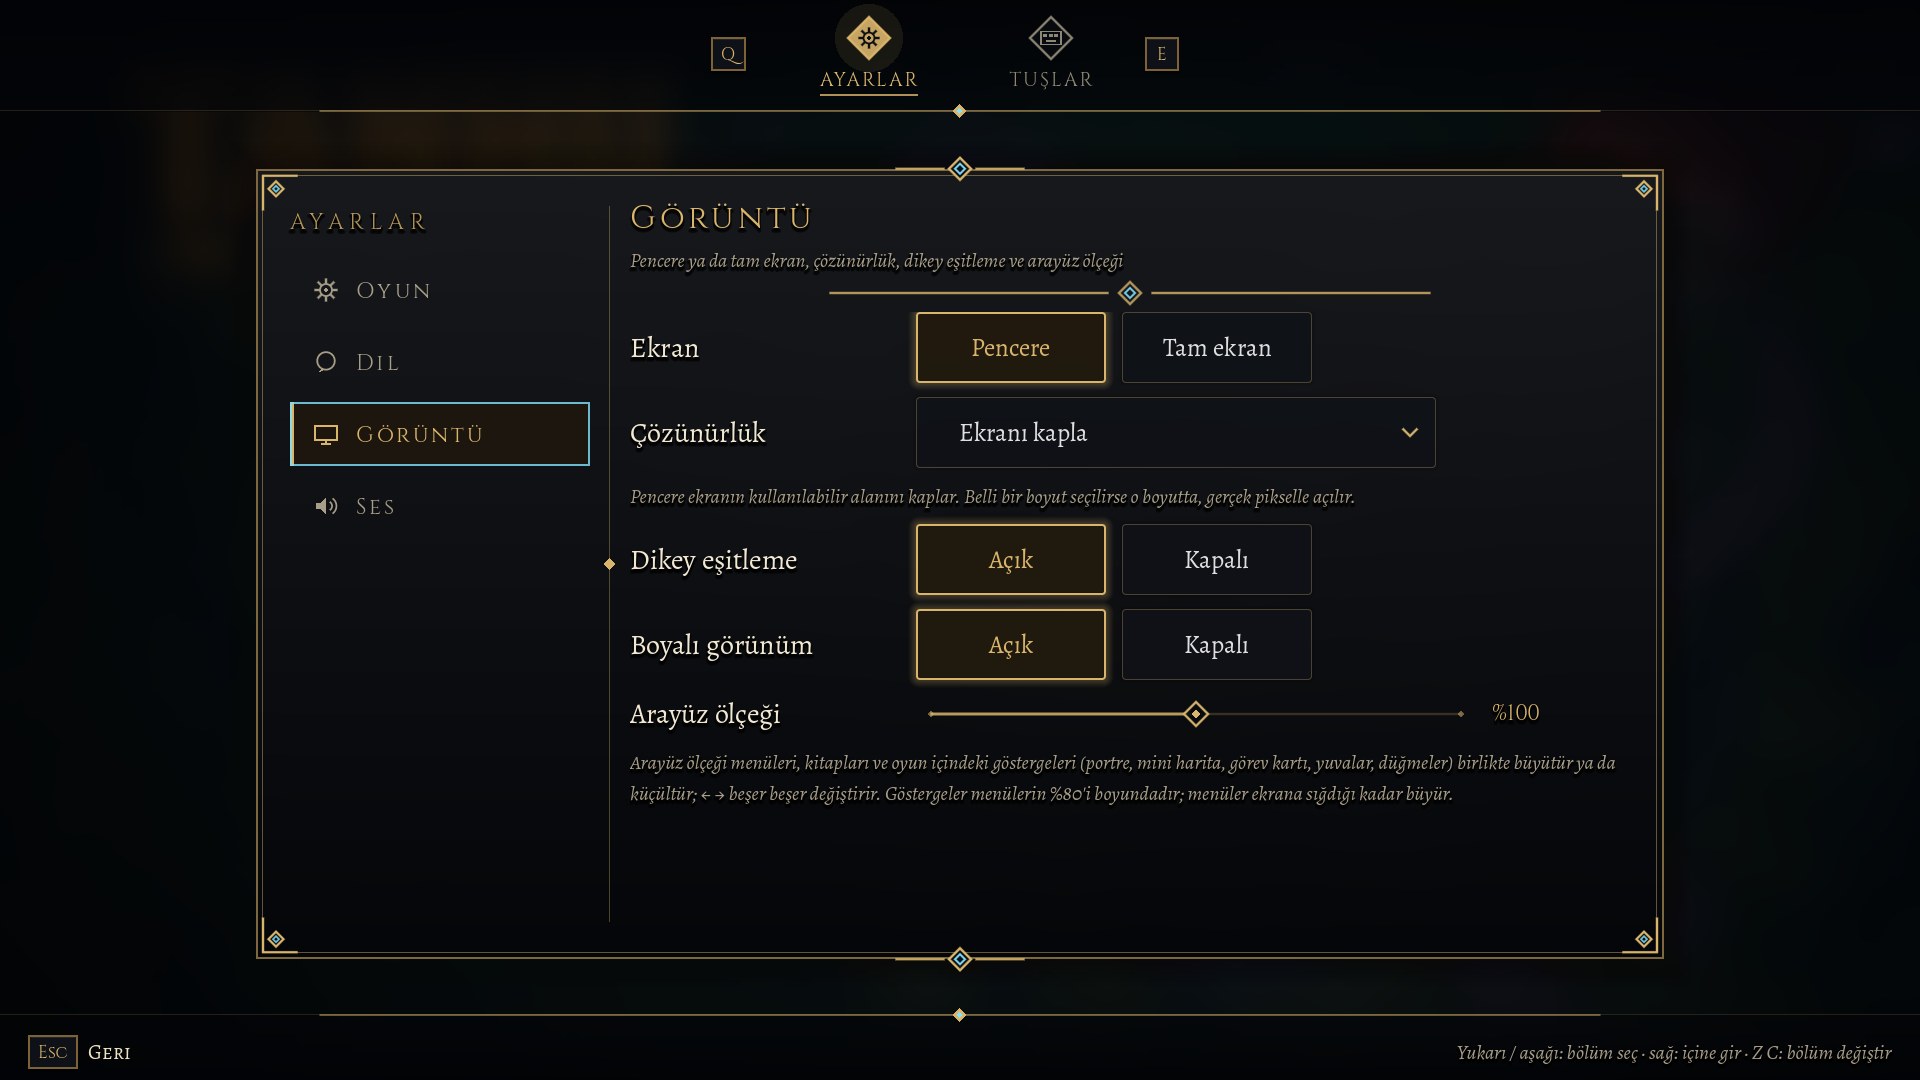 Q
AYARLAR
TUŞLAR
E
AYARLAR
OYUN
DIL
GÖRÜNTÜ
SES
GÖRÜNTÜ
Pencere ya da tam ekran, çözünürlük, dikey eşitleme ve arayüz ölçeği
Ekran
Pencere
Tam ekran
Çözünürlük
Ekranı kapla
Pencere ekranın kullanılabilir alanını kaplar. Belli bir boyut seçilirse o boyutta, gerçek pikselle açılır.
Dikey eşitleme
Açık
Kapalı
Boyalı görünüm
Açık
Kapalı
Arayüz ölçeği
%100
Arayüz ölçeği menüleri, kitapları ve oyun içindeki göstergeleri (portre, mini harita, görev kartı, yuvalar, düğmeler) birlikte büyütür ya da
küçültür; ←→ beşer beşer değiştirir. Göstergeler menülerin %80'i boyundadır; menüler ekrana sığdığı kadar büyür.
ESC GERI
Yukarı / aşağı: bölüm seç · sağ: içine gir · Z C: bölüm değiştir